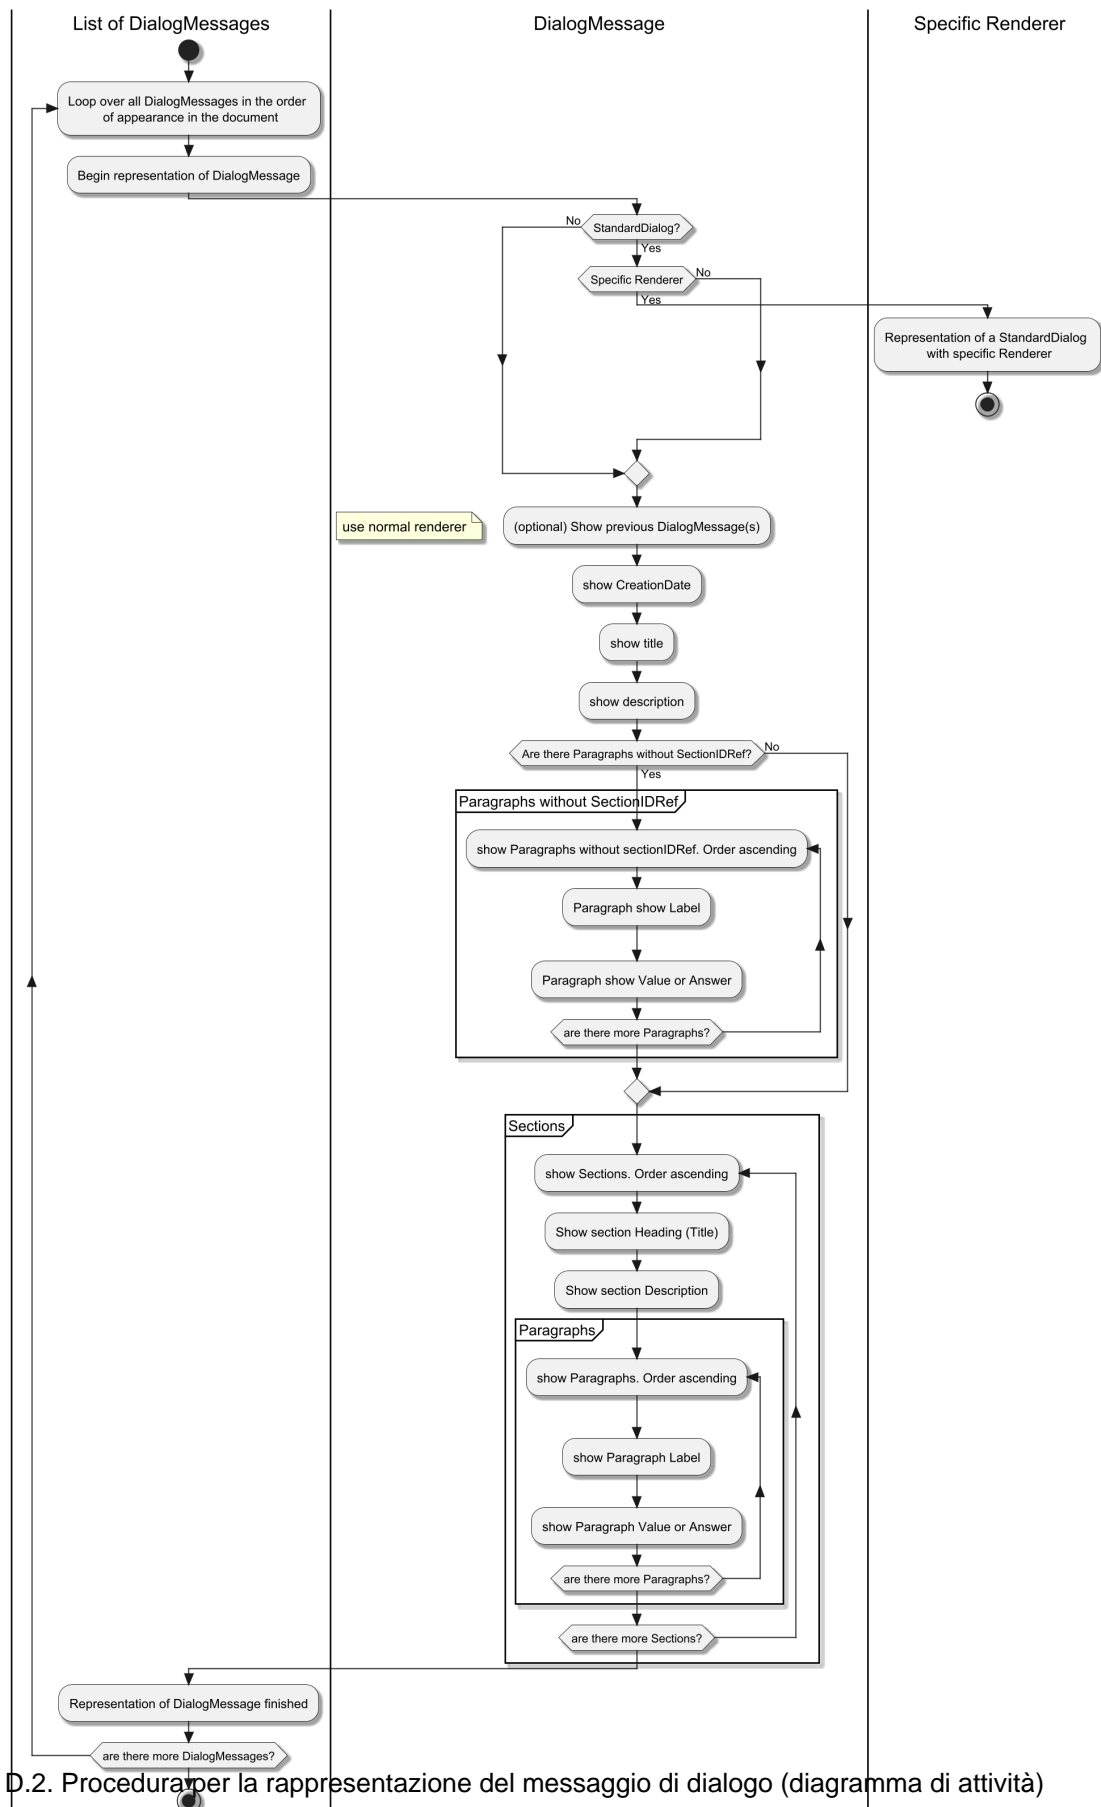 List of DialogMessages
DialogMessage
Specific Renderer
Loop over all DialogMessages in the order
of appearance in the document
Begin representation of DialogMessage
StandardDialog?
No
Yes
Specific Renderer
No
Yes
Representation of a StandardDialog
with specific Renderer
use normal renderer
(optional) Show previous DialogMessage(s)
show CreationDate
show title
show description
Are there Paragraphs without SectionIDRef?
No
Yes
Paragraphs without SectionIDRef
show Paragraphs without sectionIDRef. Order ascending
Paragraph show Label
Paragraph show Value or Answer
are there more Paragraphs?
Sections
show Sections. Order ascending
Show section Heading (Title)
Show section Description
Paragraphs
show Paragraphs. Order ascending
show Paragraph Label
show Paragraph Value or Answer
are there more Paragraphs?
are there more Sections?
Representation of DialogMessage finished
are there more DialogMessages?
D.2. Procedura per la rappresentazione del messaggio di dialogo (diagramma di attività)